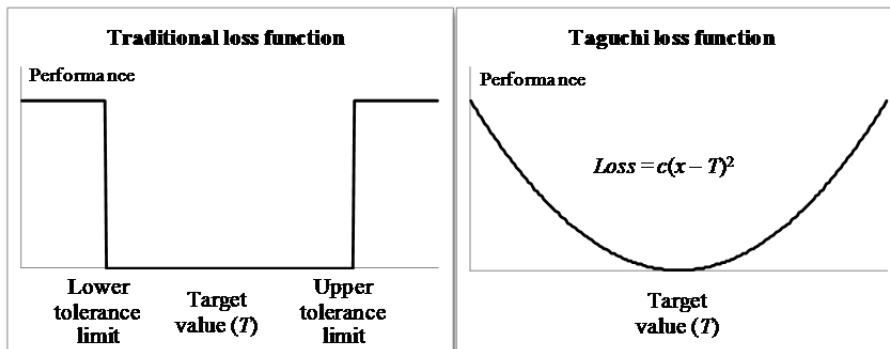 Traditional loss function
Performance
Lower
tolerance
limit
Target
value (T)
Upper
tolerance
limit
Taguchi loss function
Performance
Loss = c(x – T)²
Target
value (T)